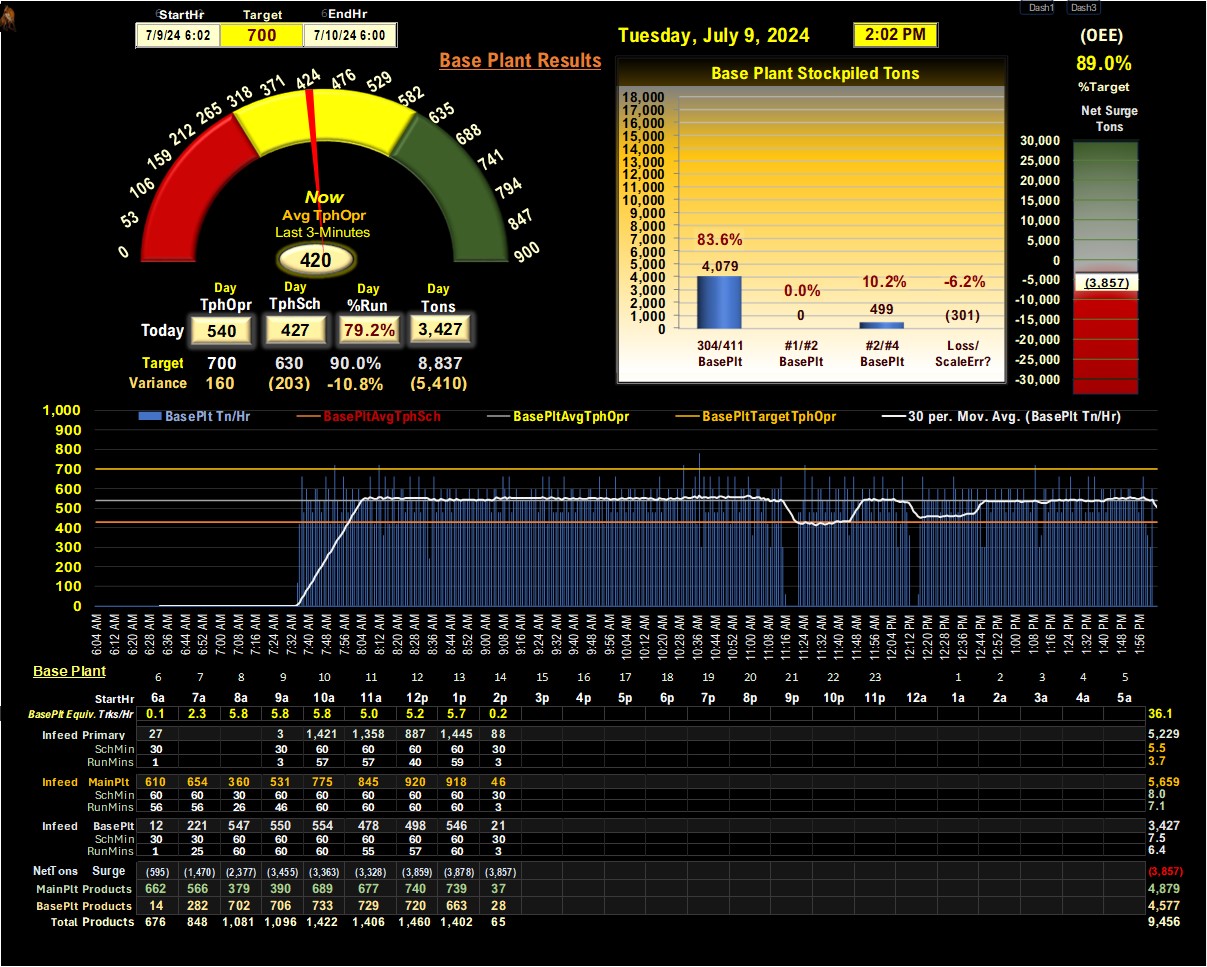 StartHr Target EndHr
7/9/24 6:02 700 7/10/24 6:00
Dash1 Dash3
Tuesday, July 9, 2024 2:02 PM
(OEE)
89.0%
%Target
Base Plant Results
0 53 106 159 212 265 318 371 424 476 529 582 635 688 741 794 847 900
Now
Avg TphOpr
Last 3-Minutes
420
Day Day Day Day
TphOpr TphSch %Run Tons
Today 540 427 79.2% 3,427
Target 700 630 90.0% 8,837
Variance 160 (203) -10.8% (5,410)
Base Plant Stockpiled Tons
18,000
17,000
16,000
15,000
14,000
13,000
12,000
11,000
10,000
9,000
8,000
7,000
6,000
5,000
4,000
3,000
2,000
1,000
0
83.6% 0.0% 10.2% -6.2%
4,079 0 499 (301)
304/411 #1/#2 #2/#4 Loss/
BasePlt BasePlt BasePlt ScaleErr?
Net Surge
Tons
30,000
25,000
20,000
15,000
10,000
5,000
0
-5,000
-10,000
-15,000
-20,000
-25,000
-30,000
(3,857)
BasePlt Tn/Hr BasePltAvgTphSch BasePltAvgTphOpr BasePltTargetTphOpr 30 per. Mov. Avg. (BasePlt Tn/Hr)
1,000
900
800
700
600
500
400
300
200
100
0
6:04 AM 6:12 AM 6:20 AM 6:28 AM 6:36 AM 6:44 AM 6:52 AM 7:00 AM 7:08 AM 7:16 AM 7:24 AM 7:32 AM 7:40 AM 7:48 AM 7:56 AM 8:04 AM 8:12 AM 8:20 AM 8:28 AM 8:36 AM 8:44 AM 8:52 AM 9:00 AM 9:08 AM 9:16 AM 9:24 AM 9:32 AM 9:40 AM 9:48 AM 9:56 AM 10:04 AM 10:12 AM 10:20 AM 10:28 AM 10:36 AM 10:44 AM 10:52 AM 11:00 AM 11:08 AM 11:16 AM 11:24 AM 11:32 AM 11:40 AM 11:48 AM 11:56 AM 12:04 PM 12:12 PM 12:20 PM 12:28 PM 12:36 PM 12:44 PM 12:52 PM 1:00 PM 1:08 PM 1:16 PM 1:24 PM 1:32 PM 1:40 PM 1:48 PM 1:56 PM
Base Plant 6 7 8 9 10 11 12 13 14 15 16 17 18 19 20 21 22 23 1 2 3 4 5
StartHr 6a 7a 8a 9a 10a 11a 12p 1p 2p 3p 4p 5p 6p 7p 8p 9p 10p 11p 12a 1a 2a 3a 4a 5a
BasePlt Equiv. Trks/Hr 0.1 2.3 5.8 5.8 5.8 5.0 5.2 5.7 0.2 36.1
Infeed Primary 27 3 1,421 1,358 887 1,445 88 5,229
SchMin 30 30 60 60 60 60 30 5.5
RunMins 1 3 57 57 40 59 3 3.7
Infeed MainPlt 610 654 360 531 775 845 920 918 46 5,659
SchMin 60 60 30 60 60 60 60 60 30 8.0
RunMins 56 56 26 46 60 60 60 60 3 7.1
Infeed BasePlt 12 221 547 550 554 478 498 546 21 3,427
SchMin 30 30 60 60 60 60 60 60 30 7.5
RunMins 1 25 60 60 60 55 57 60 3 6.4
NetTons Surge (595) (1,470) (2,377) (3,455) (3,363) (3,328) (3,859) (3,878) (3,857) (3,857)
MainPlt Products 662 566 379 390 689 677 740 739 37 4,879
BasePlt Products 14 282 702 706 733 729 720 663 28 4,577
Total Products 676 848 1,081 1,096 1,422 1,406 1,460 1,402 65 9,456